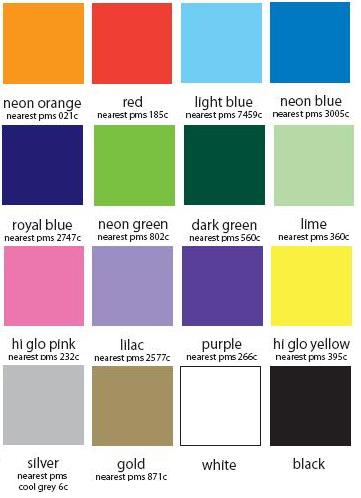 neon orange
nearest pms 021c
red
nearest pms 185c
light blue
nearest pms 7459c
neon blue
nearest pms 3005c
royal blue
nearest pms 2747c
neon green
nearest pms 802c
dark green
nearest pms 560c
lime
nearest pms 360c
hi glo pink
nearest pms 232c
lilac
nearest pms 2577c
purple
nearest pms 266c
hi glo yellow
nearest pms 395c
silver
nearest pms
cool grey 6c
gold
nearest pms 871c
white
black